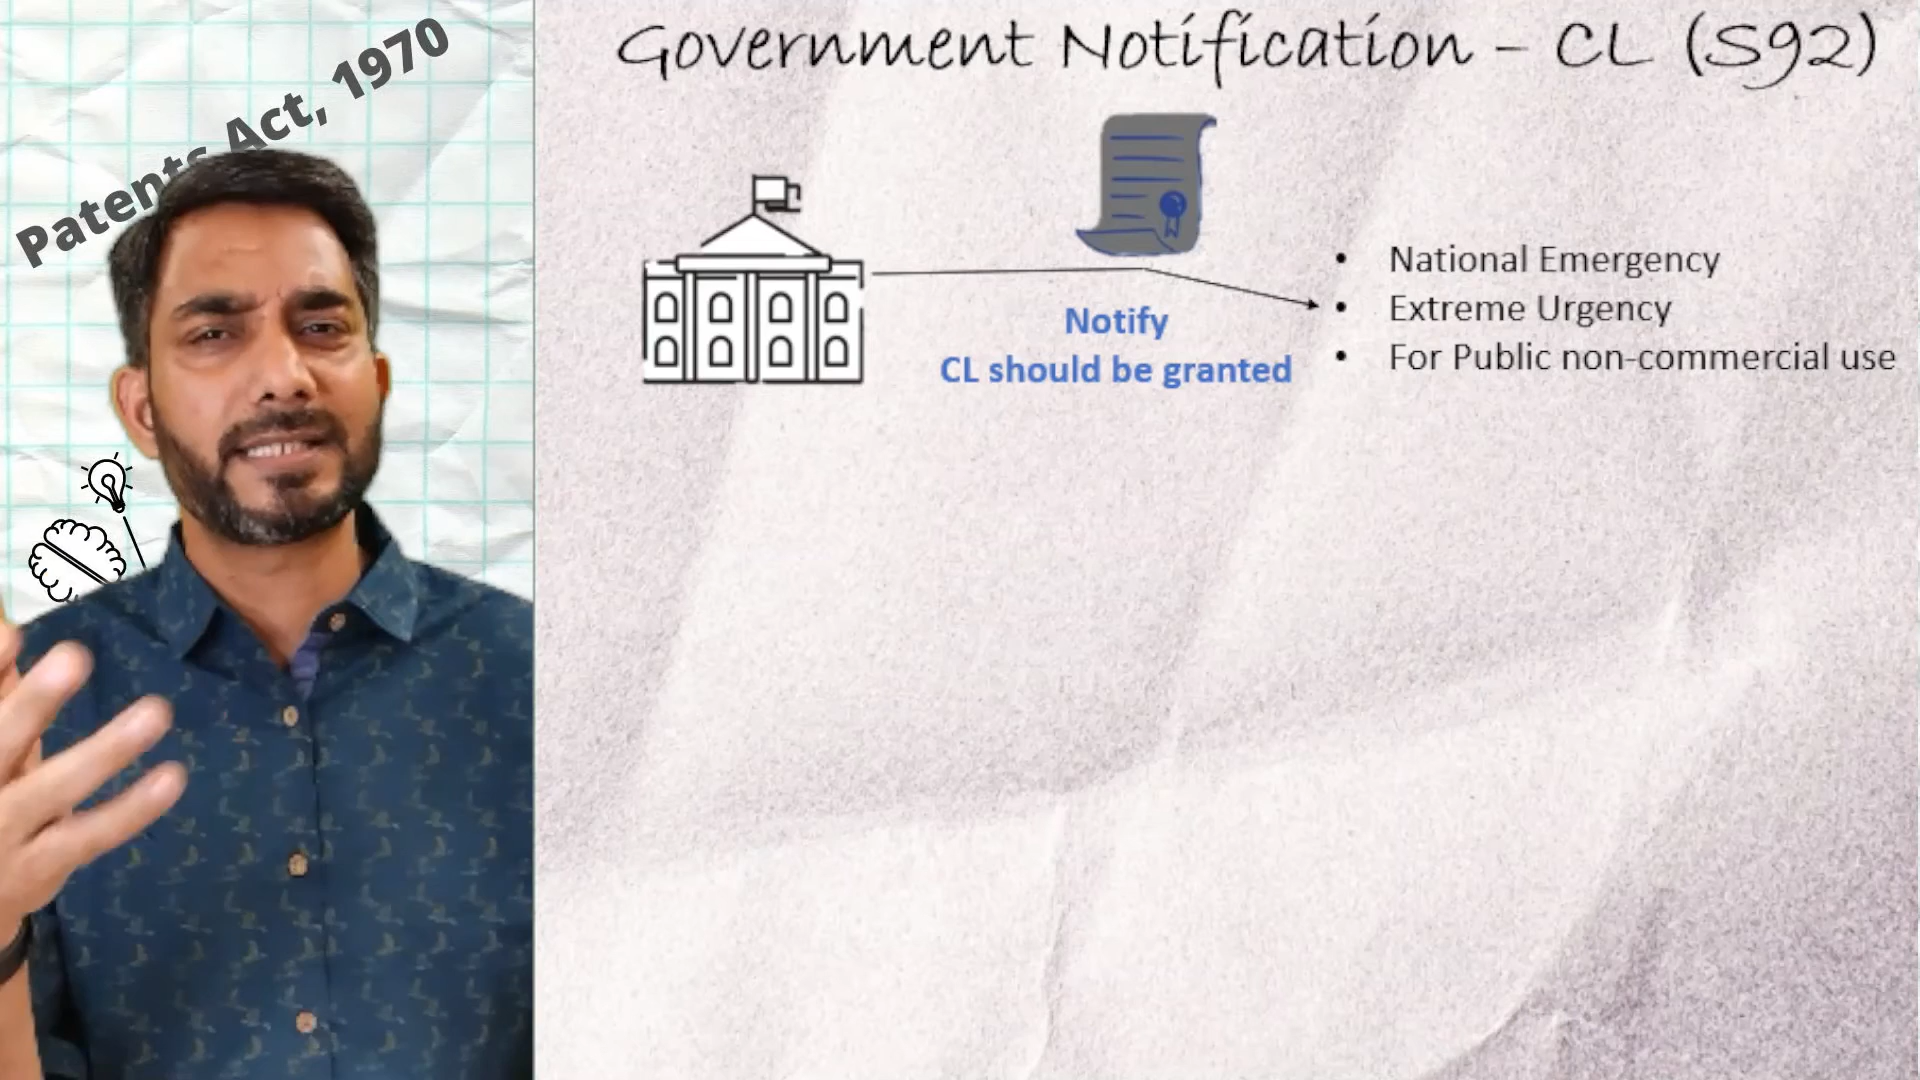 Patents Act, 1970
Government Notification - CL (S92)
Notify
CL should be granted
• National Emergency
• Extreme Urgency
• For Public non-commercial use